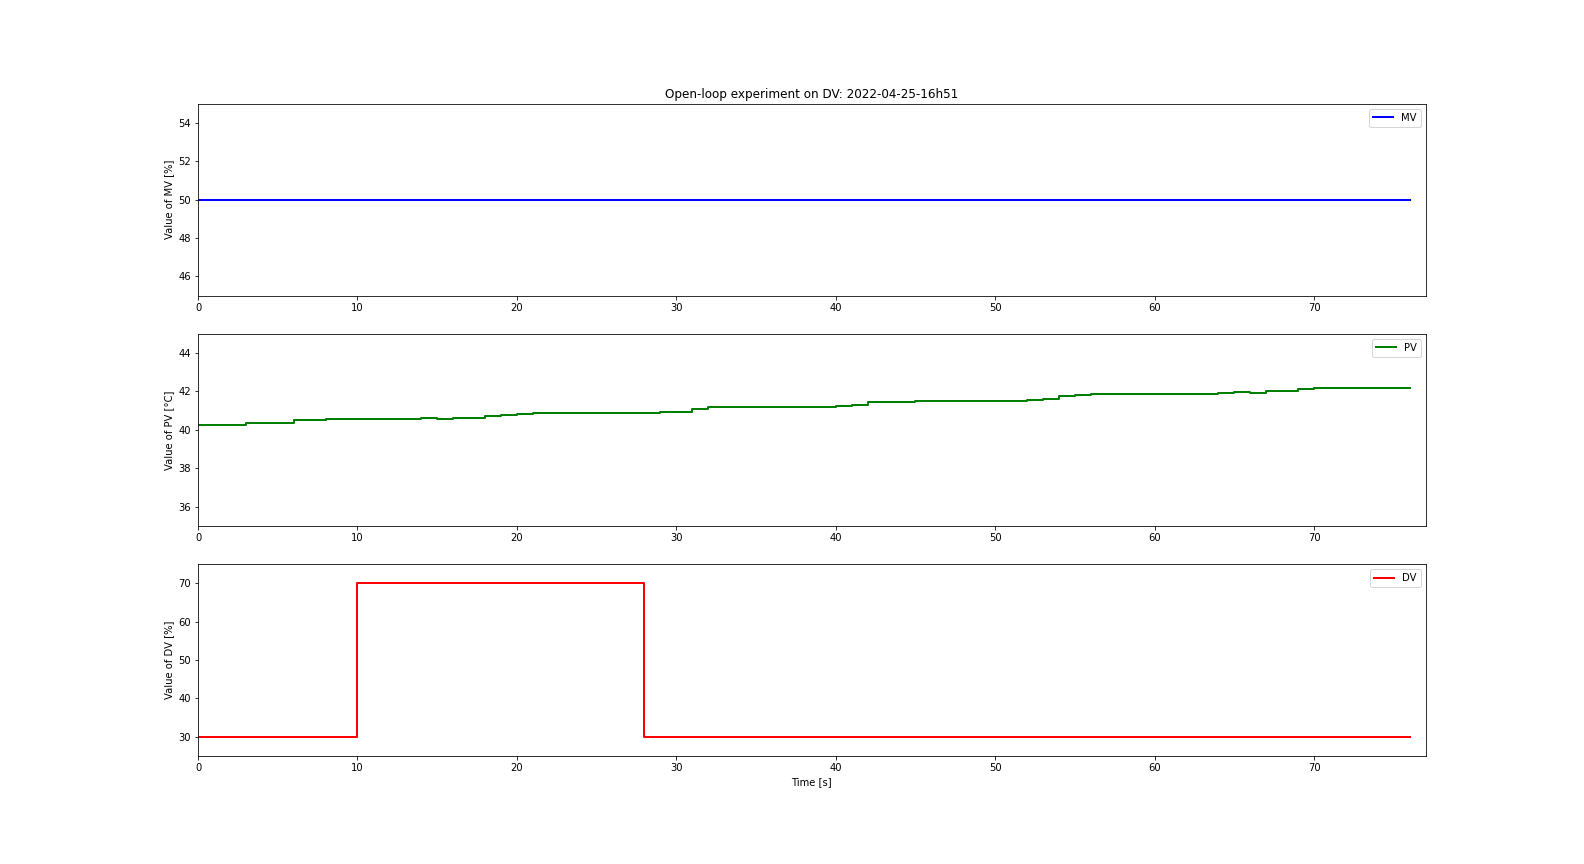 Open-loop experiment on DV: 2022-04-25-16h51
MV
Value of MV [%]
54
52
50
48
46
0 10 20 30 40 50 60 70
PV
Value of PV [°C]
44
42
40
38
36
0 10 20 30 40 50 60 70
DV
Value of DV [%]
70
60
50
40
30
0 10 20 30 40 50 60 70
Time [s]